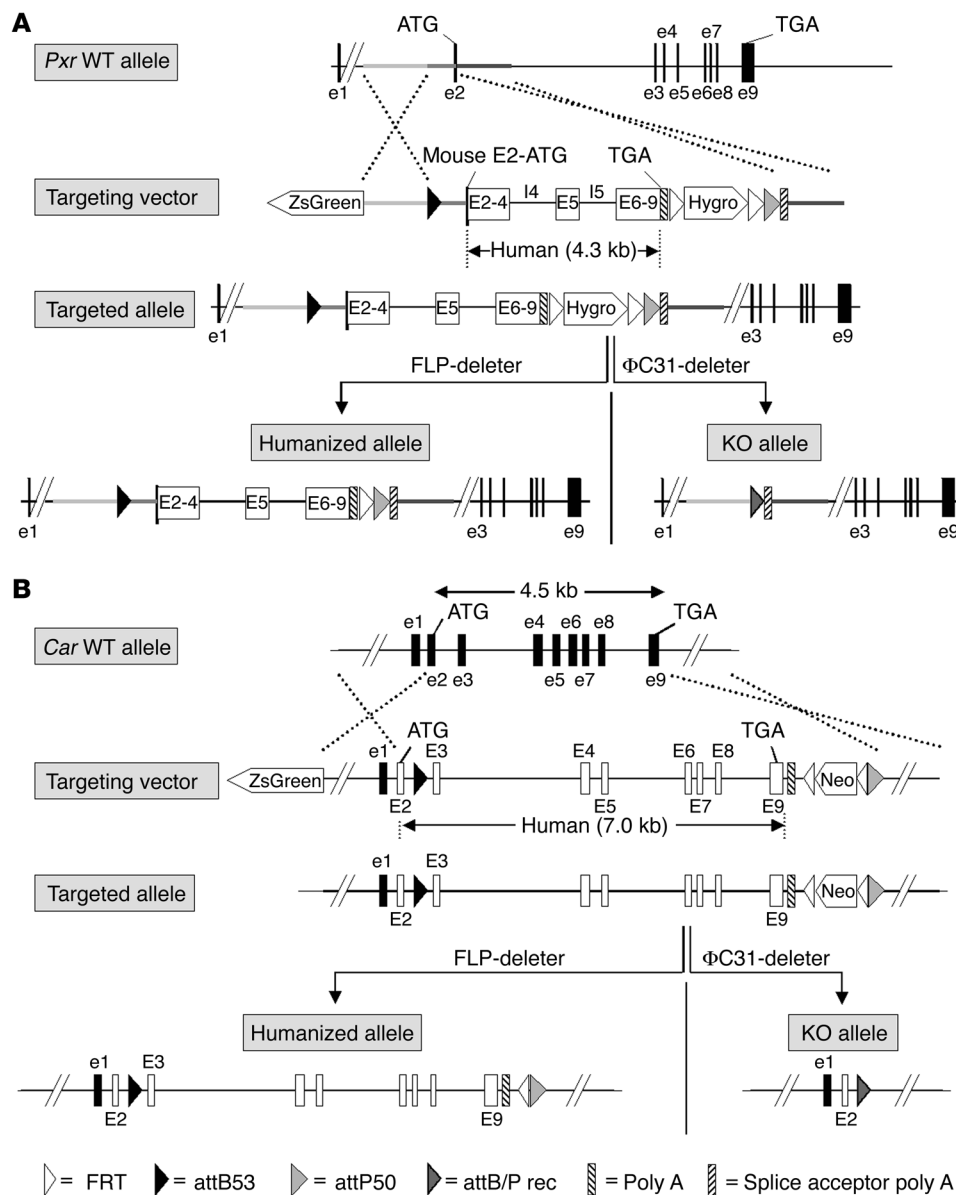 A
Pxr WT allele
ATG
e4
e7
TGA
e1
e2
e3
e5
e6
e8
e9
Mouse E2-ATG
TGA
Targeting vector
ZsGreen
E2-4
I4
E5
I5
E6-9
Hygro
Human (4.3 kb)
Targeted allele
E2-4
E5
E6-9
Hygro
e1
e3
e9
FLP-deleter
ΦC31-deleter
Humanized allele
KO allele
E2-4
E5
E6-9
e1
e3
e9
e1
e3
e9
B
4.5 kb
ATG
TGA
Car WT allele
e1
e4
e6
e8
e2
e3
e5
e7
e9
ATG
TGA
e1
E3
E4
E6
E8
Targeting vector
ZsGreen
Neo
E2
E5
E7
E9
Human (7.0 kb)
e1
E3
Targeted allele
Neo
E2
E9
FLP-deleter
ΦC31-deleter
Humanized allele
KO allele
e1
E3
e1
E2
E9
E2
= FRT
= attB53
= attP50
= attB/P rec
= Poly A
= Splice acceptor poly A